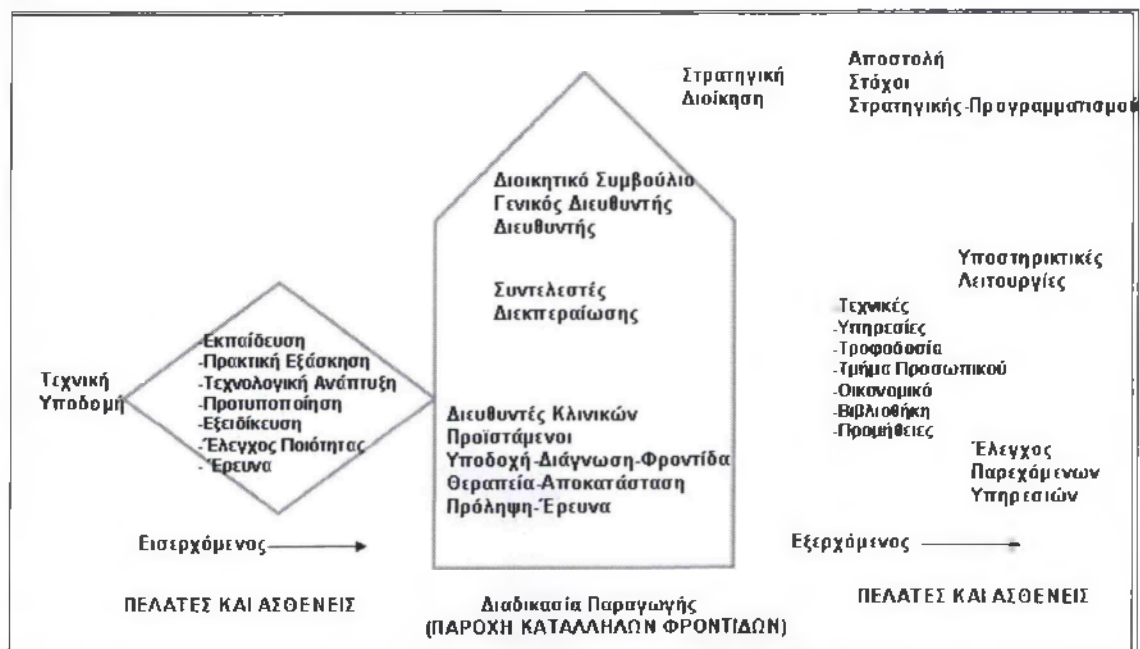 Στρατηγική
Διοίκηση
Αποστολή
Στόχοι
Στρατηγικής-Προγραμματισμού
Διοικητικό Συμβούλιο
Γενικός Διευθυντής
Διευθυντής
Συντελεστές
Διεκπεραίωσης
Υποστηρικτικές
Λειτουργίες
Τεχνική
Υποδομή
-Εκπαίδευση
-Πρακτική Εξάσκηση
-Τεχνολογική Ανάπτυξη
-Προτυποποίηση
-Εξειδίκευση
-Έλεγχος Ποιότητας
- Έρευνα
Διευθυντές Κλινικών
Προϊστάμενοι
Υποδοχή-Διάγνωση-Φροντίδα
Θεραπεία-Αποκατάσταση
Πρόληψη-Έρευνα
Τεχνικές
-Υπηρεσίες
-Τροφοδοσία
-Τμήμα Προσωπικού
-Οικονομικό
-Βιβλιοθήκη
-Προμήθειες
Έλεγχος
Παρεχόμενων
Υπηρεσιών
Εισερχόμενος
Εξερχόμενος
ΠΕΛΑΤΕΣ ΚΑΙ ΑΣΘΕΝΕΙΣ
Διαδικασία Παραγωγής
(ΠΑΡΟΧΗ ΚΑΤΑΛΛΗΛΩΝ ΦΡΟΝΤΙΔΩΝ)
ΠΕΛΑΤΕΣ ΚΑΙ ΑΣΘΕΝΕΙΣ